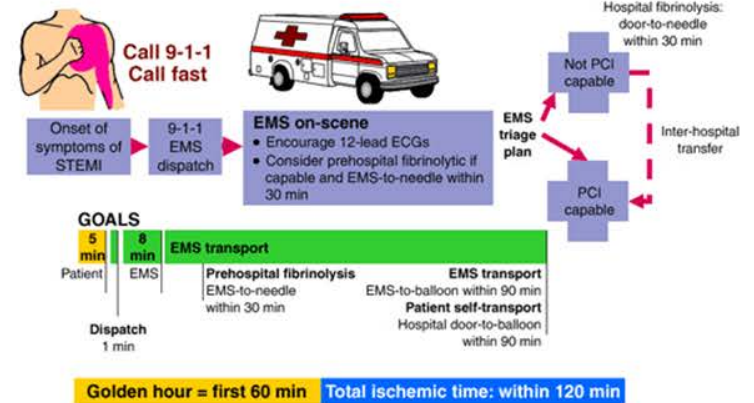 Hospital fibrinolysis:
door-to-needle
within 30 min
Call 9-1-1
Call fast
Not PCI
capable
Onset of
symptoms of
STEMI
9-1-1
EMS
dispatch
EMS on-scene
• Encourage 12-lead ECGs
• Consider prehospital fibrinolytic if
capable and EMS-to-needle within
30 min
EMS
triage
plan
Inter-hospital
transfer
PCI
capable
GOALS
5
min
8
min
EMS transport
Patient
EMS
Prehospital fibrinolysis
EMS-to-needle
within 30 min
EMS transport
EMS-to-balloon within 90 min
Patient self-transport
Hospital door-to-balloon
within 90 min
Dispatch
1 min
Golden hour = first 60 min
Total ischemic time: within 120 min